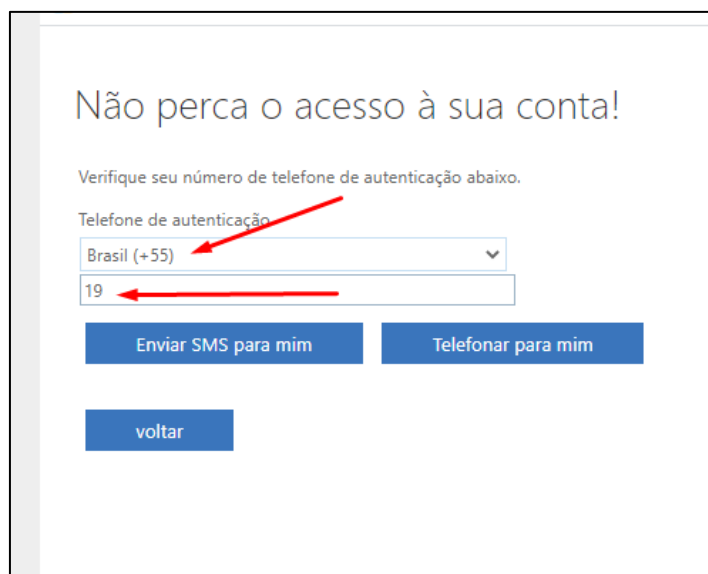 Não perca o acesso à sua conta!
Verifique seu número de telefone de autenticação abaixo.
Telefone de autenticação
Brasil (+55)
19
Enviar SMS para mim Telefonar para mim
voltar